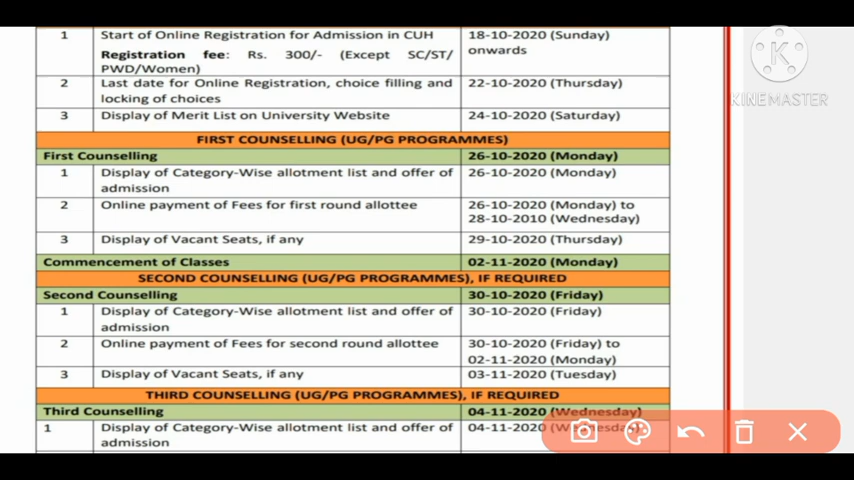 1 Start of Online Registration for Admission in CUH 18-10-2020 (Sunday)
Registration fee: Rs. 300/- (Except SC/ST/ onwards
PWD/Women)
2 Last date for Online Registration, choice filling and 22-10-2020 (Thursday)
locking of choices
3 Display of Merit List on University Website 24-10-2020 (Saturday)
FIRST COUNSELLING (UG/PG PROGRAMMES)
First Counselling 26-10-2020 (Monday)
1 Display of Category-Wise allotment list and offer of 26-10-2020 (Monday)
admission
2 Online payment of Fees for first round allottee 26-10-2020 (Monday) to
28-10-2010 (Wednesday)
3 Display of Vacant Seats, if any 29-10-2020 (Thursday)
Commencement of Classes 02-11-2020 (Monday)
SECOND COUNSELLING (UG/PG PROGRAMMES), IF REQUIRED
Second Counselling 30-10-2020 (Friday)
1 Display of Category-Wise allotment list and offer of 30-10-2020 (Friday)
admission
2 Online payment of Fees for second round allottee 30-10-2020 (Friday) to
02-11-2020 (Monday)
3 Display of Vacant Seats, if any 03-11-2020 (Tuesday)
THIRD COUNSELLING (UG/PG PROGRAMMES), IF REQUIRED
Third Counselling 04-11-2020 (Wednesday)
1 Display of Category-Wise allotment list and offer of 04-11-2020
admission
K
KINEMASTER